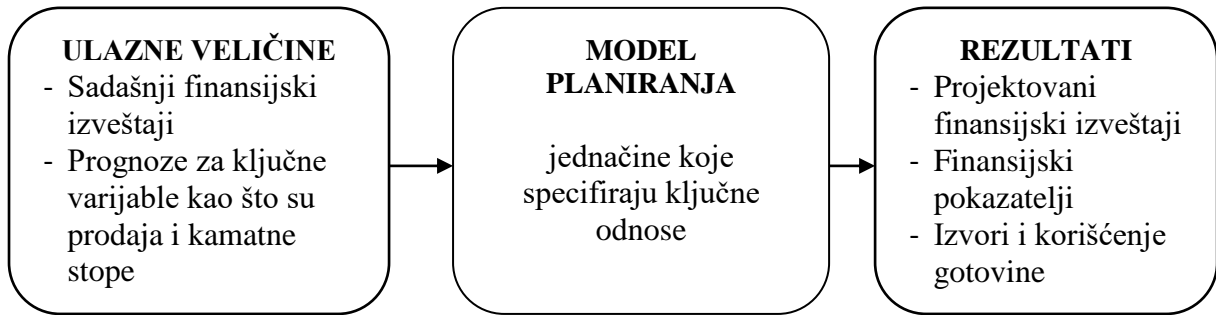 ULAZNE VELIČINE
- Sadašnji finansijski
izveštaji
- Prognoze za ključne
varijable kao što su
prodaja i kamatne
stope
MODEL
PLANIRANJA
jednačine koje
specifiraju ključne
odnose
REZULTATI
- Projektovani
finansijski izveštaji
- Finansijski
pokazatelji
- Izvori i korišćenje
gotovine